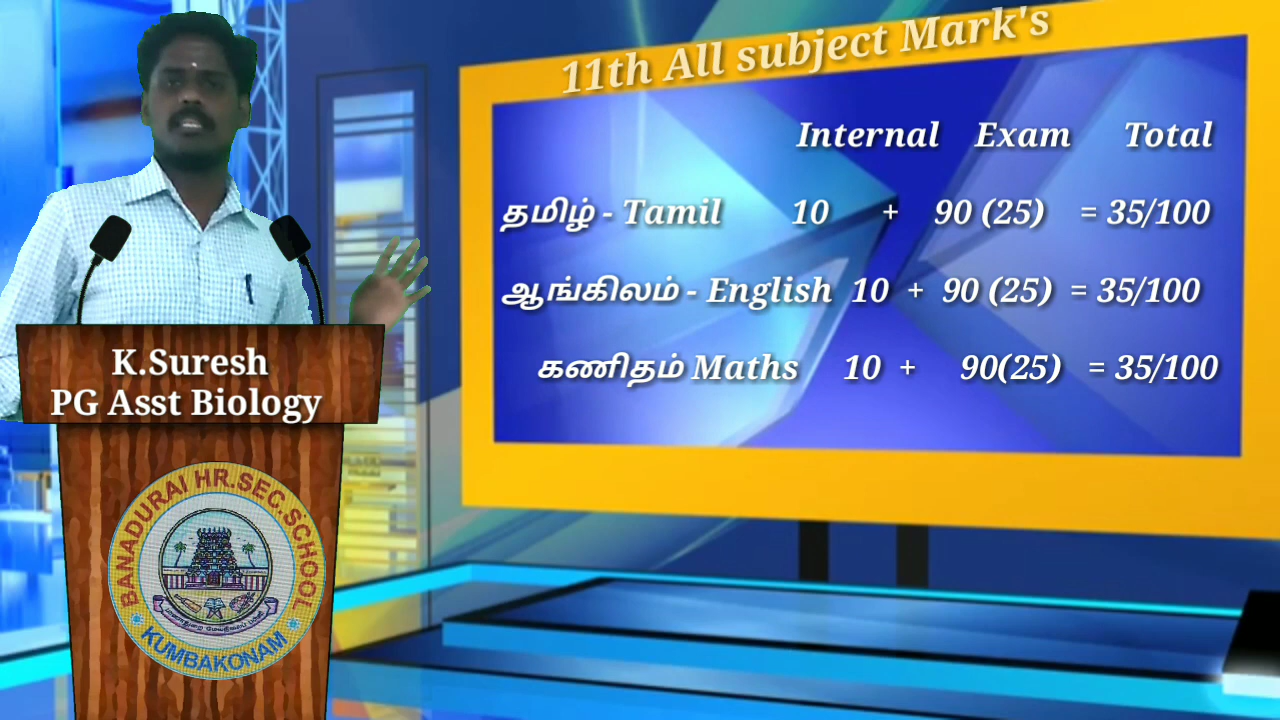 11th All subject Mark's
Internal Exam Total
தமிழ் - Tamil 10 + 90 (25) = 35/100
ஆங்கிலம் - English 10 + 90 (25) = 35/100
கணிதம் Maths 10 + 90(25) = 35/100
K.Suresh
PG Asst Biology
BANADURAI HR.SEC.SCHOOL
KUMBAKONAM